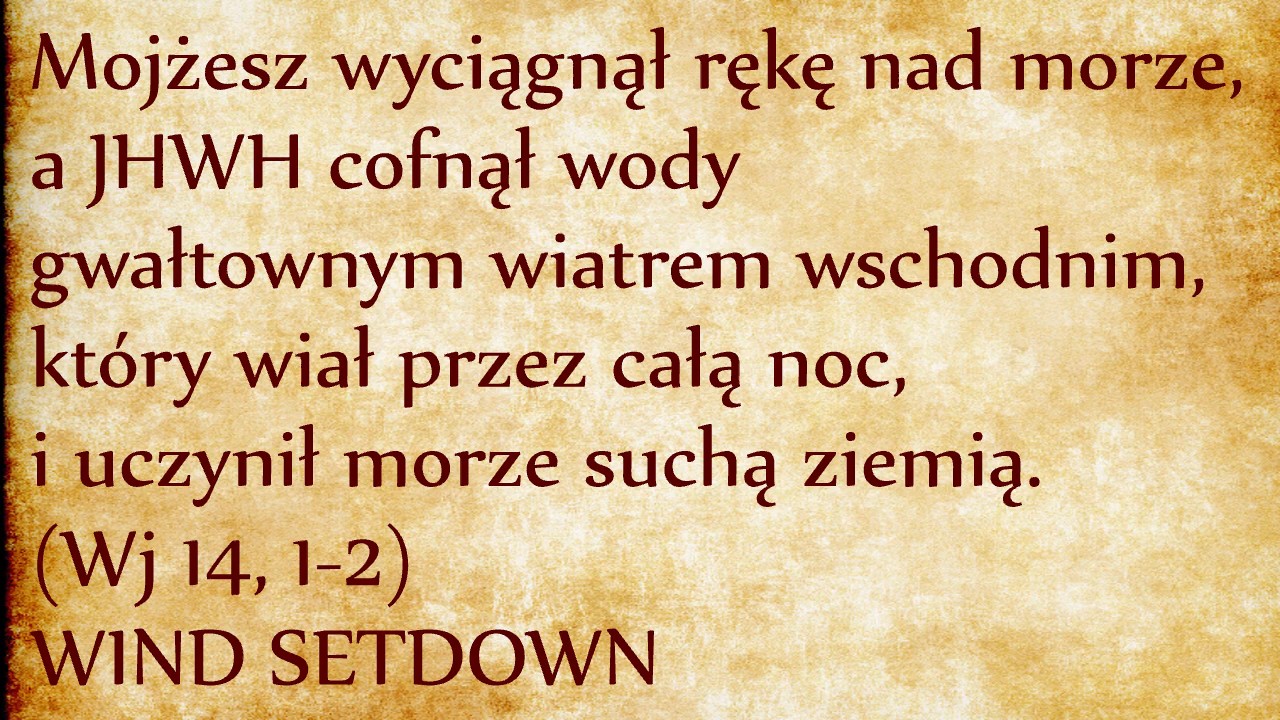 Mojżesz wyciągnął rękę nad morze,
a JHWH cofnął wody
gwałtownym wiatrem wschodnim,
który wiał przez całą noc,
i uczynił morze suchą ziemią.
(Wj 14, 1-2)
WIND SETDOWN